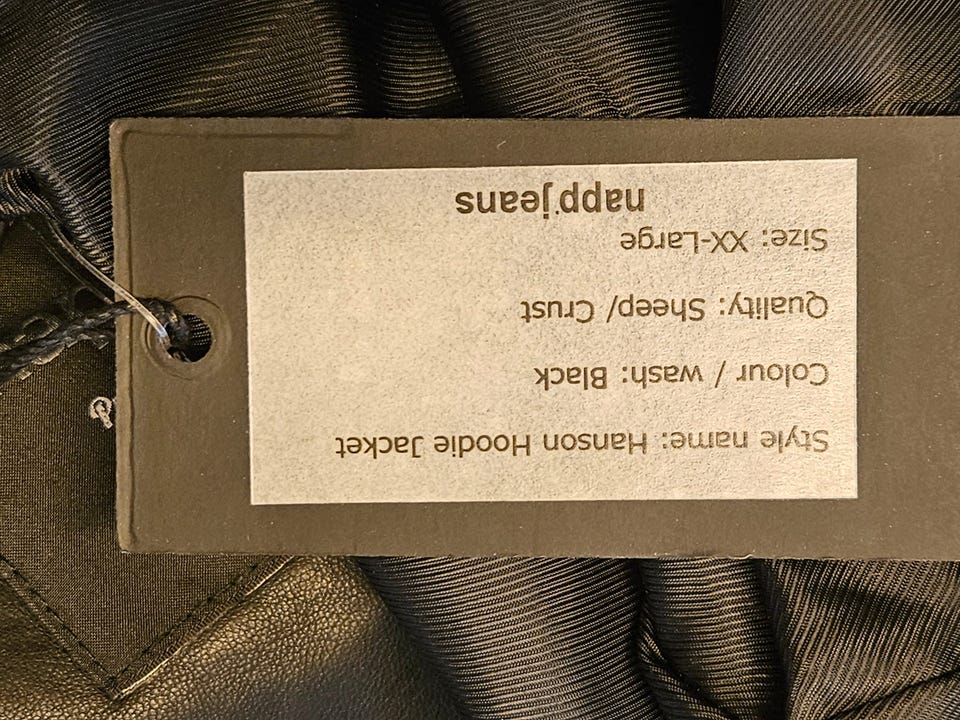 Style name: Hanson Hoodie Jacket
Colour / wash: Black
Quality: Sheep/ Crust
Size: XX-Large
napp'jeans